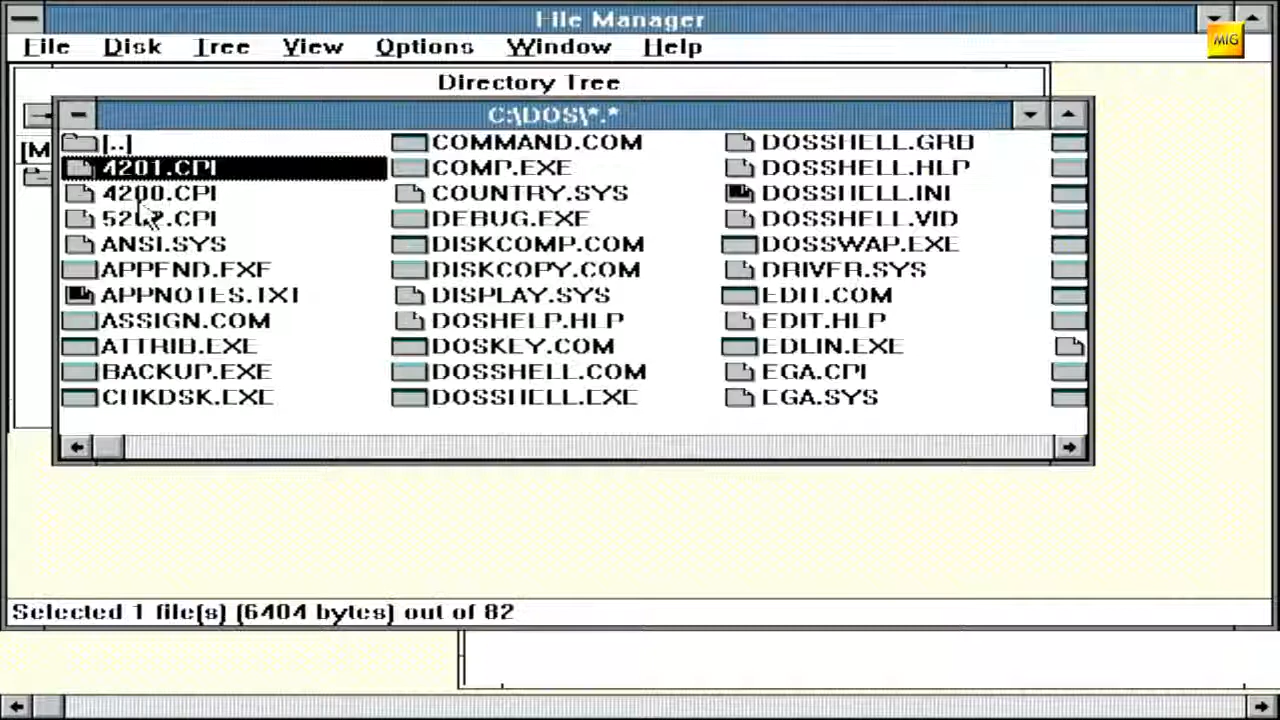 File Manager
MIG
File Disk Tree View Options Window Help
Directory Tree
C:\DOS\*.*
[M
[..]
4201.CPI
4200.CPI
ANSI.SYS
APPEND.EXE
APPNOTES.TXT
ASSIGN.COM
ATTRIB.EXE
BACKUP.EXE
CHKDSK.EXE
COMMAND.COM
COMP.EXE
COUNTRY.SYS
DEBUG.EXE
DISKCOMP.COM
DISKCOPY.COM
DISPLAY.SYS
DOSHELP.HLP
DOSKEY.COM
DOSSHELL.COM
DOSSHELL.EXE
DOSSHELL.GRB
DOSSHELL.HLP
DOSSHELL.INI
DOSSHELL.VID
DOSSWAP.EXE
DRIVER.SYS
EDIT.COM
EDIT.HLP
EDLIN.EXE
EGA.CPI
EGA.SYS
Selected 1 file(s) (6404 bytes) out of 82